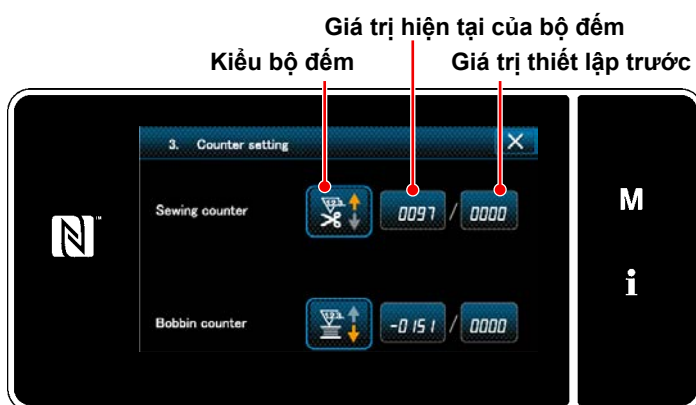 Giá trị hiện tại của bộ đếm
Kiểu bộ đếm Giá trị thiết lập trước
3. Counter setting
Sewing counter 0097 / 0000
Bobbin counter -0151 / 0000
M
i